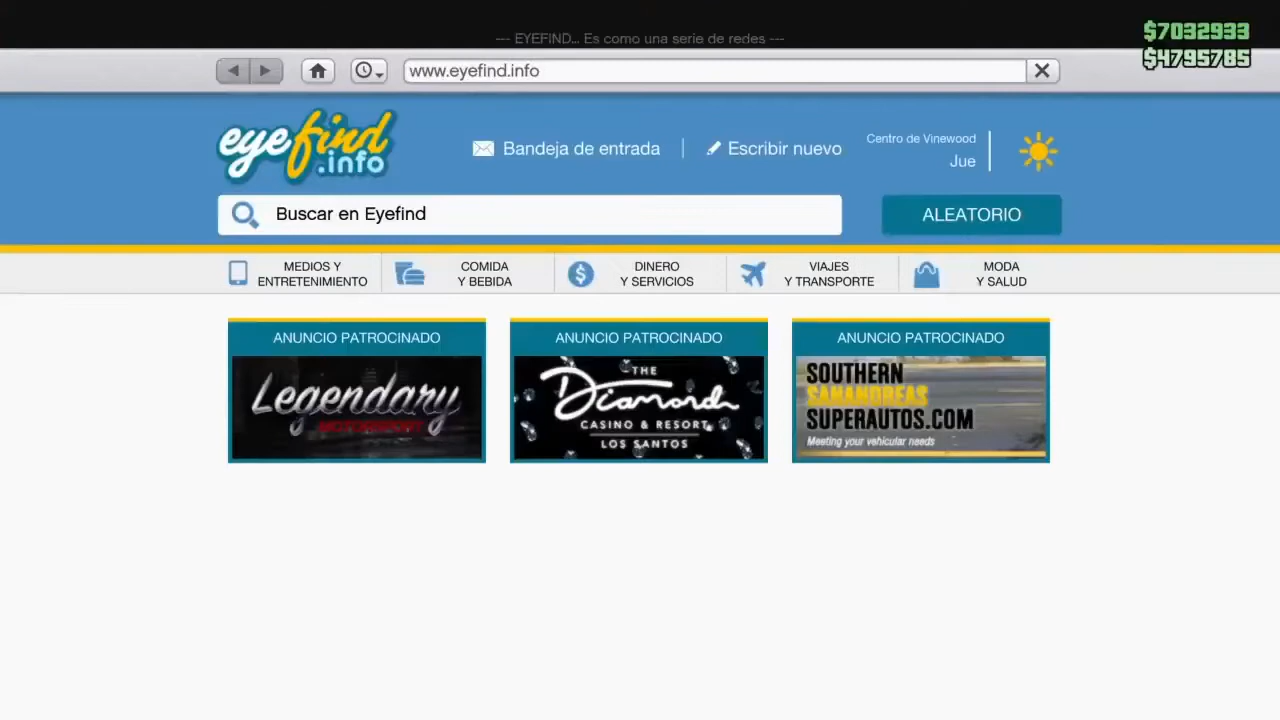 --- EYEFIND... Es como una serie de redes ---
$7032933
$4795785
www.eyefind.info
eyefind
.info
Bandeja de entrada
Escribir nuevo
Centro de Vinewood
Jue
Buscar en Eyefind
ALEATORIO
MEDIOS Y
ENTRETENIMIENTO
COMIDA
Y BEBIDA
DINERO
Y SERVICIOS
VIAJES
Y TRANSPORTE
MODA
Y SALUD
ANUNCIO PATROCINADO
Legendary
MOTORSPORT
ANUNCIO PATROCINADO
THE
Diamond
CASINO & RESORT
LOS SANTOS
ANUNCIO PATROCINADO
SOUTHERN
SANANDREAS
SUPERAUTOS.COM
Meeting your vehicular needs